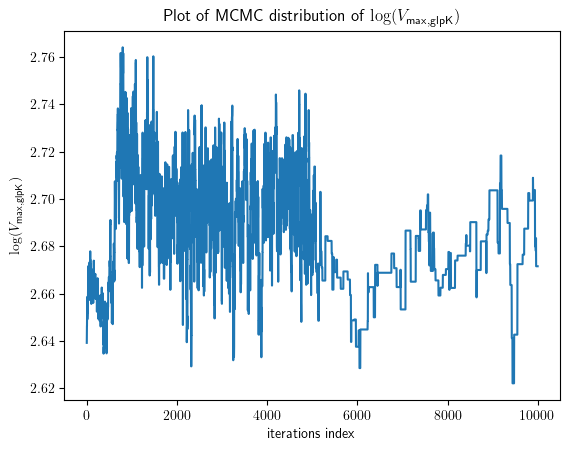 Plot of MCMC distribution of log(V_max,glpK)
2.76
2.74
2.72
2.70
2.68
2.66
2.64
2.62
log(V_max,glpK)
0 2000 4000 6000 8000 10000
iterations index